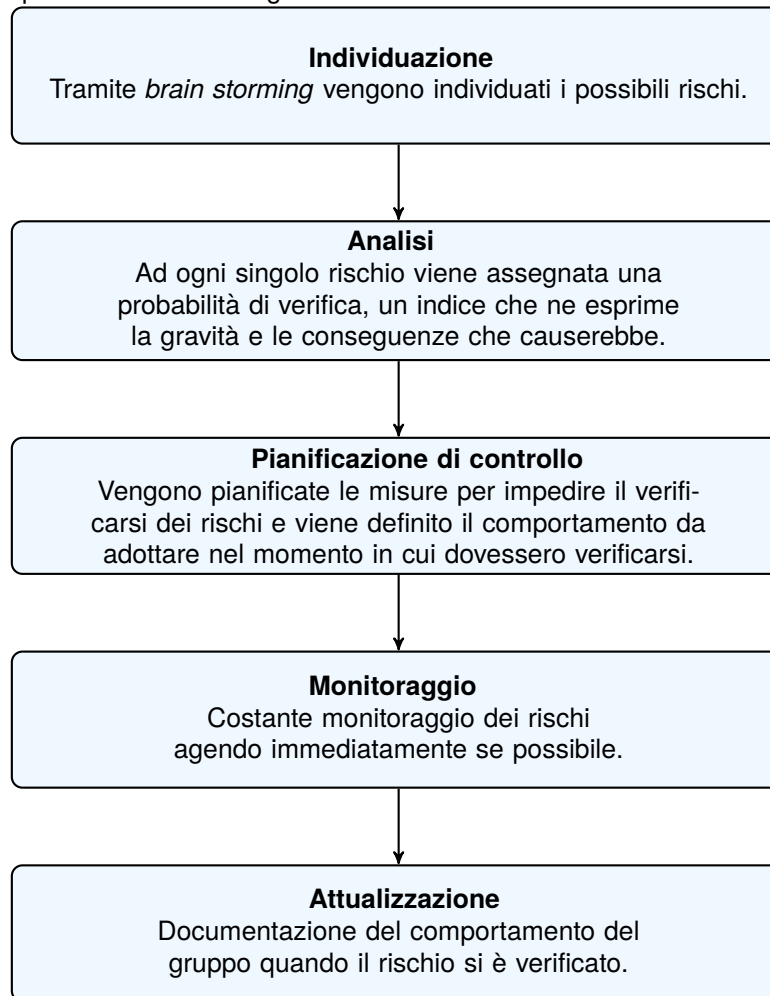 Individuazione
Tramite brain storming vengono individuati i possibili rischi.
Analisi
Ad ogni singolo rischio viene assegnata una
probabilità di verifica, un indice che ne esprime
la gravità e le conseguenze che causerebbe.
Pianificazione di controllo
Vengono pianificate le misure per impedire il verifi-
carsi dei rischi e viene definito il comportamento da
adottare nel momento in cui dovessero verificarsi.
Monitoraggio
Costante monitoraggio dei rischi
agendo immediatamente se possibile.
Attualizzazione
Documentazione del comportamento del
gruppo quando il rischio si è verificato.